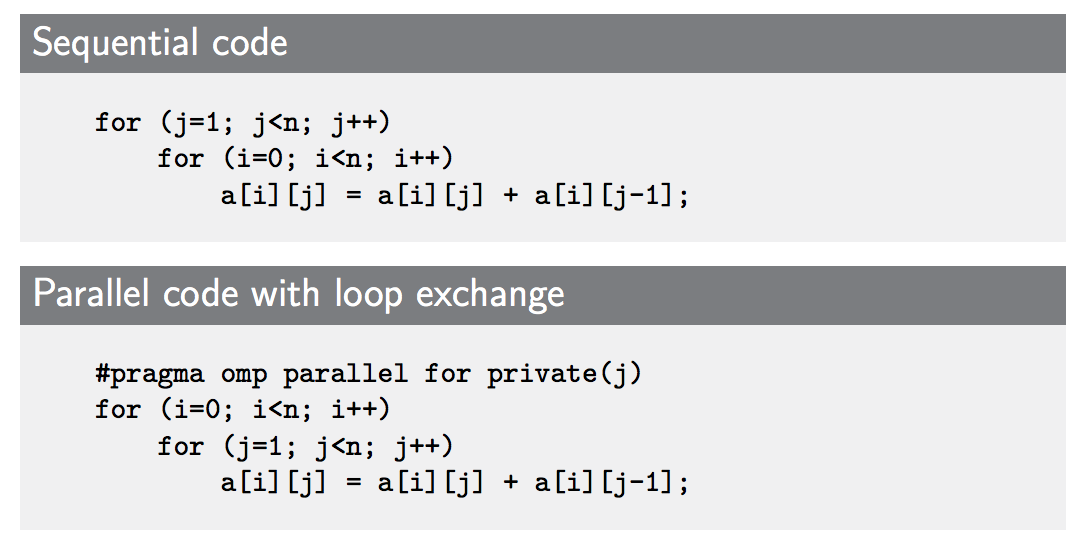 Sequential code
for (j=1; j<n; j++)
for (i=0; i<n; i++)
a[i][j] = a[i][j] + a[i][j-1];
Parallel code with loop exchange
#pragma omp parallel for private(j)
for (i=0; i<n; i++)
for (j=1; j<n; j++)
a[i][j] = a[i][j] + a[i][j-1];